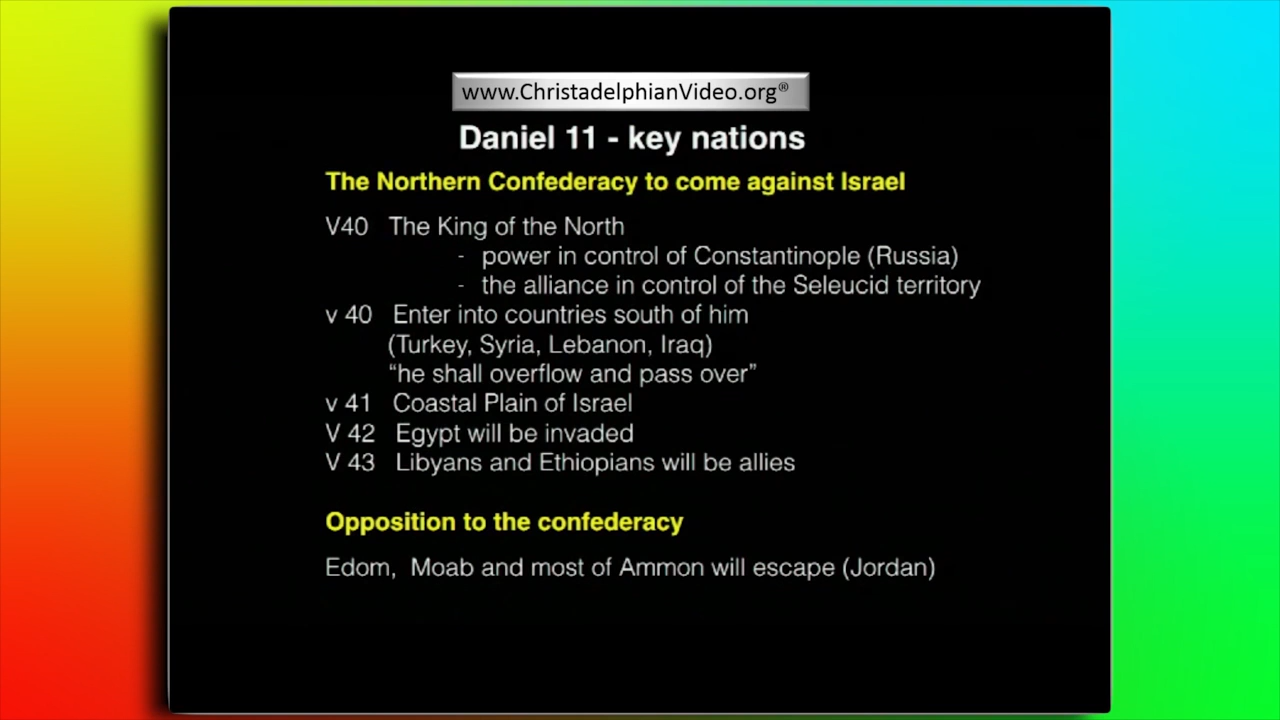 www.ChristadelphianVideo.org®
Daniel 11 - key nations
The Northern Confederacy to come against Israel
V40 The King of the North
- power in control of Constantinople (Russia)
- the alliance in control of the Seleucid territory
v 40 Enter into countries south of him
(Turkey, Syria, Lebanon, Iraq)
“he shall overflow and pass over”
v 41 Coastal Plain of Israel
V 42 Egypt will be invaded
V 43 Libyans and Ethiopians will be allies
Opposition to the confederacy
Edom, Moab and most of Ammon will escape (Jordan)